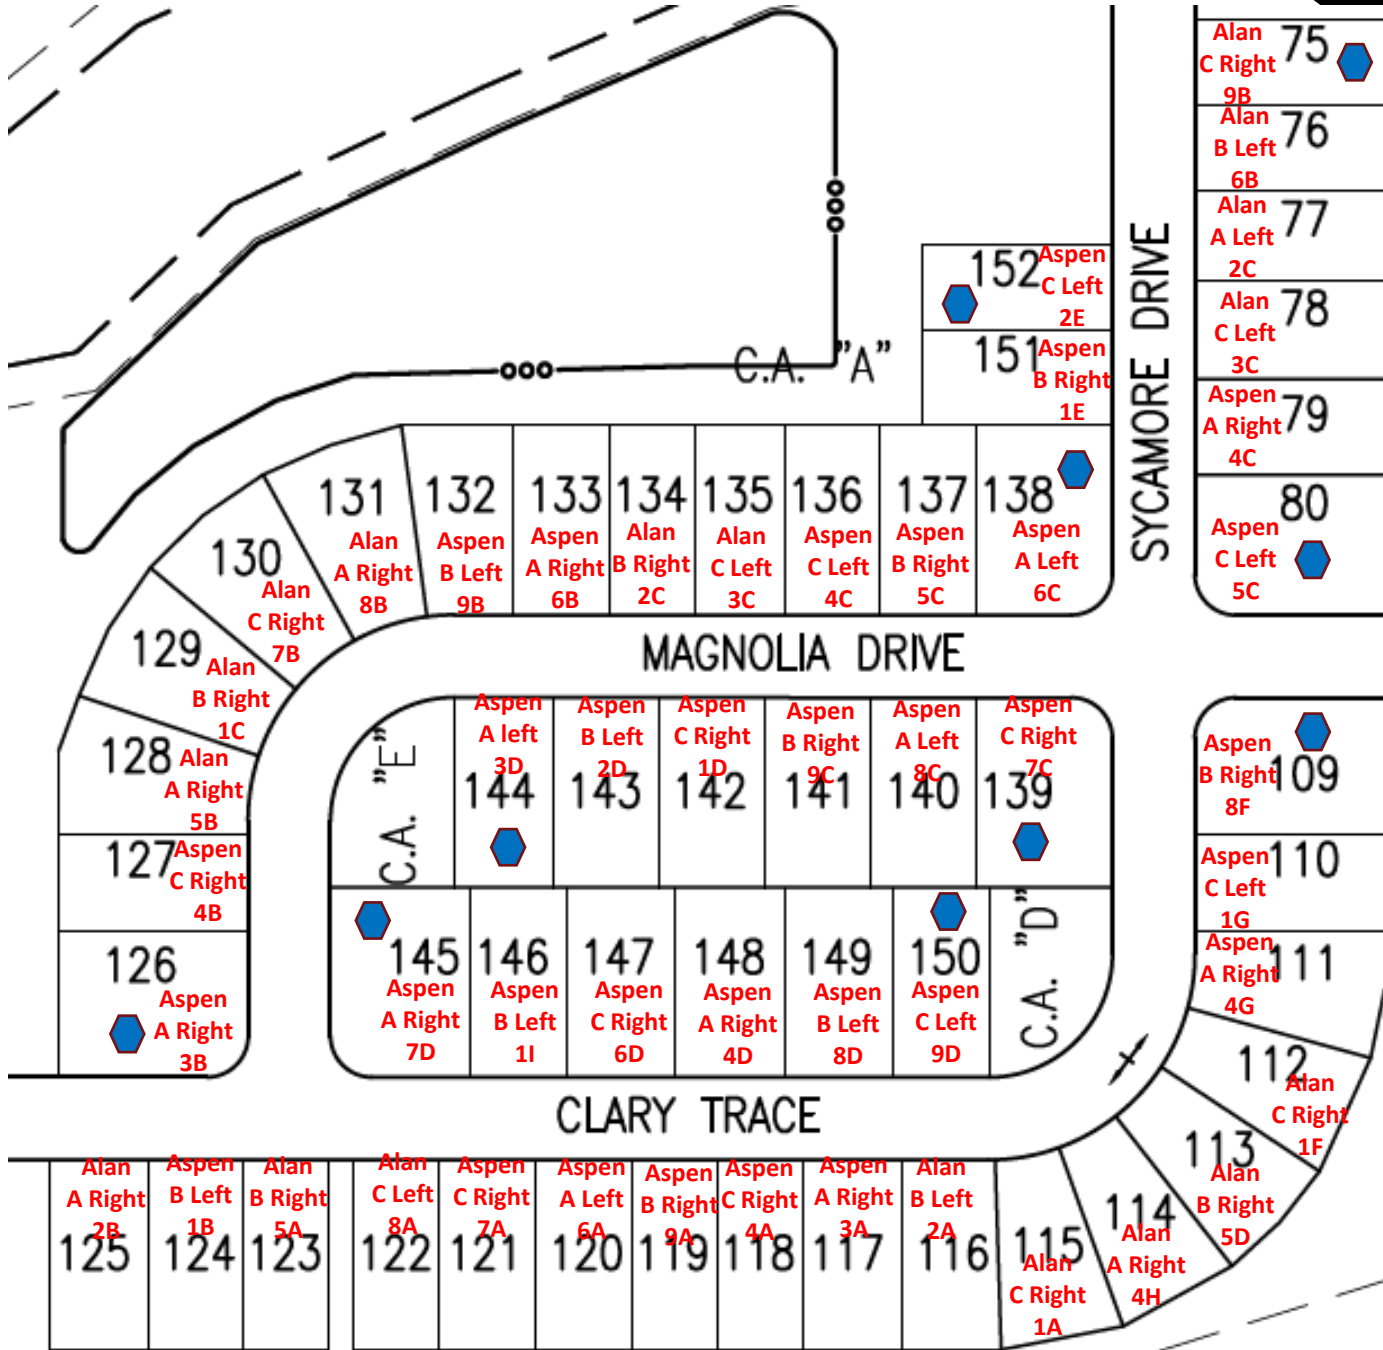 Alan
C Right
9B
75
Alan
B Left
6B
76
Alan
A Left
2C
77
Alan
C Left
3C
78
Aspen
A Right
4C
79
Aspen
C Left
5C
80
SYCAMORE DRIVE
152
Aspen
C Left
2E
151
Aspen
B Right
1E
C.A. "A"
131
Alan
A Right
8B
132
Aspen
B Left
9B
133
Aspen
A Right
6B
134
Alan
B Right
2C
135
Alan
C Left
3C
136
Aspen
C Left
4C
137
Aspen
B Right
5C
138
Aspen
A Left
6C
130
Alan
C Right
7B
129
Alan
B Right
1C
128
Alan
A Right
5B
127
Aspen
C Right
4B
126
Aspen
A Right
3B
MAGNOLIA DRIVE
C.A. "E"
Aspen
A left
3D
144
Aspen
B Left
2D
143
Aspen
C Right
1D
142
Aspen
B Right
9C
141
Aspen
A Left
8C
140
Aspen
C Right
7C
139
145
Aspen
A Right
7D
146
Aspen
B Left
1I
147
Aspen
C Right
6D
148
Aspen
A Right
4D
149
Aspen
B Left
8D
150
Aspen
C Left
9D
C.A. "D"
Aspen
B Right
8F
109
Aspen
C Left
1G
110
Aspen
A Right
4G
111
112
Alan
C Right
1F
113
Alan
B Right
5D
114
Alan
A Right
4H
115
Alan
C Right
1A
CLARY TRACE
Alan
A Right
2B
125
Aspen
B Left
1B
124
Alan
B Right
5A
123
Alan
C Left
8A
122
Aspen
C Right
7A
121
Aspen
A Left
6A
120
Aspen
B Right
9A
119
Aspen
C Right
4A
118
Aspen
A Right
3A
117
Alan
B Left
2A
116